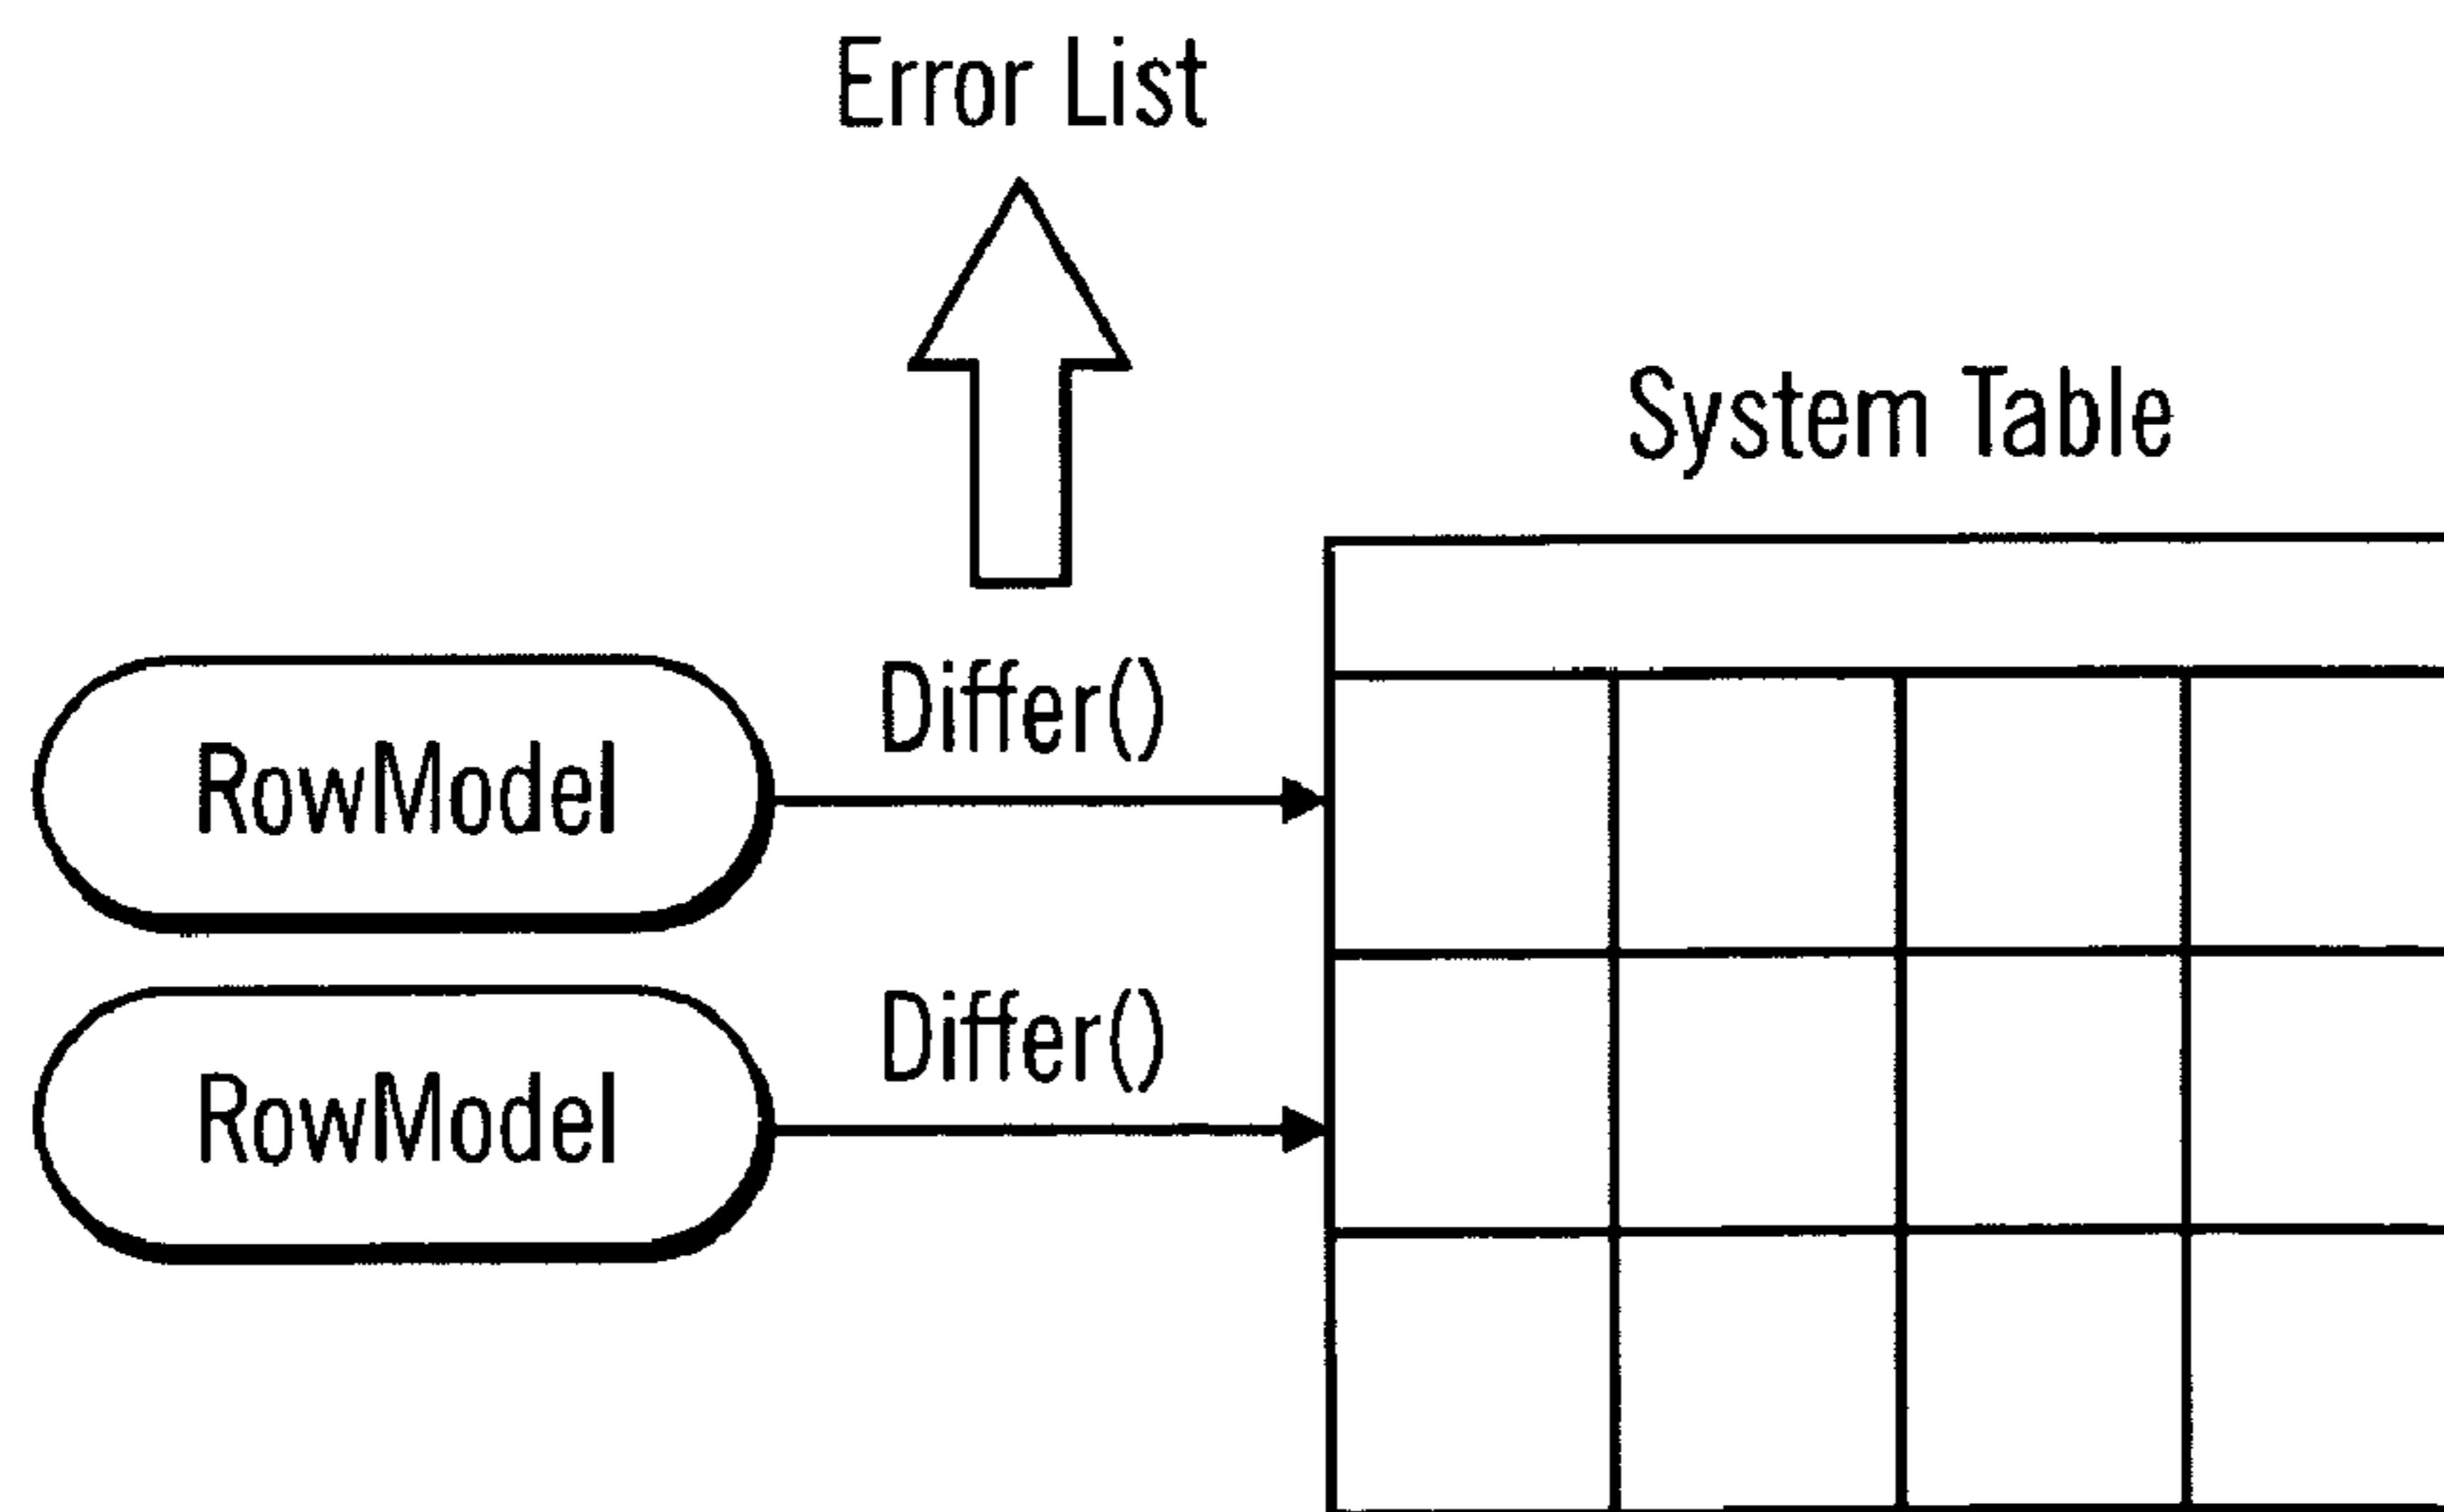 Error List
System Table
Differ()
RowModel
Differ()
RowModel